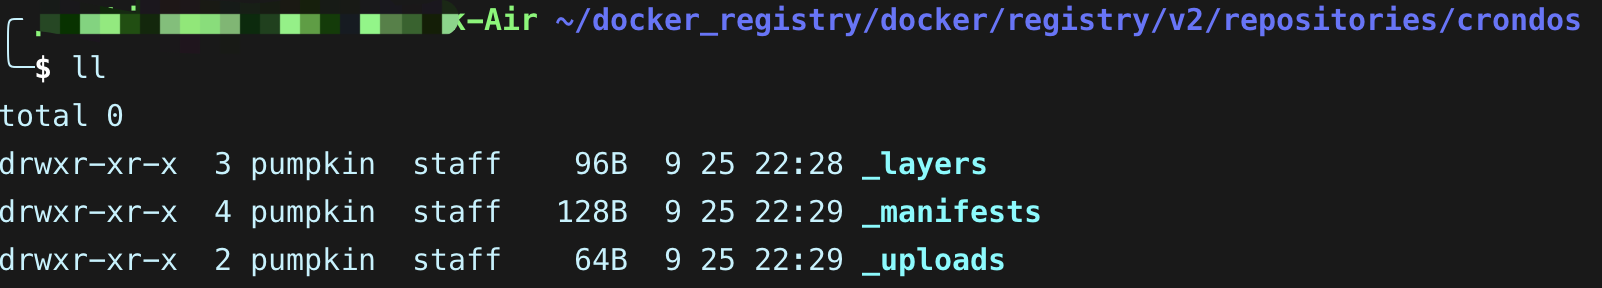 -Air ~/docker_registry/docker/registry/v2/repositories/crondos
$ ll
total 0
drwxr-xr-x  3 pumpkin  staff    96B  9 25 22:28 _layers
drwxr-xr-x  4 pumpkin  staff   128B  9 25 22:29 _manifests
drwxr-xr-x  2 pumpkin  staff    64B  9 25 22:29 _uploads